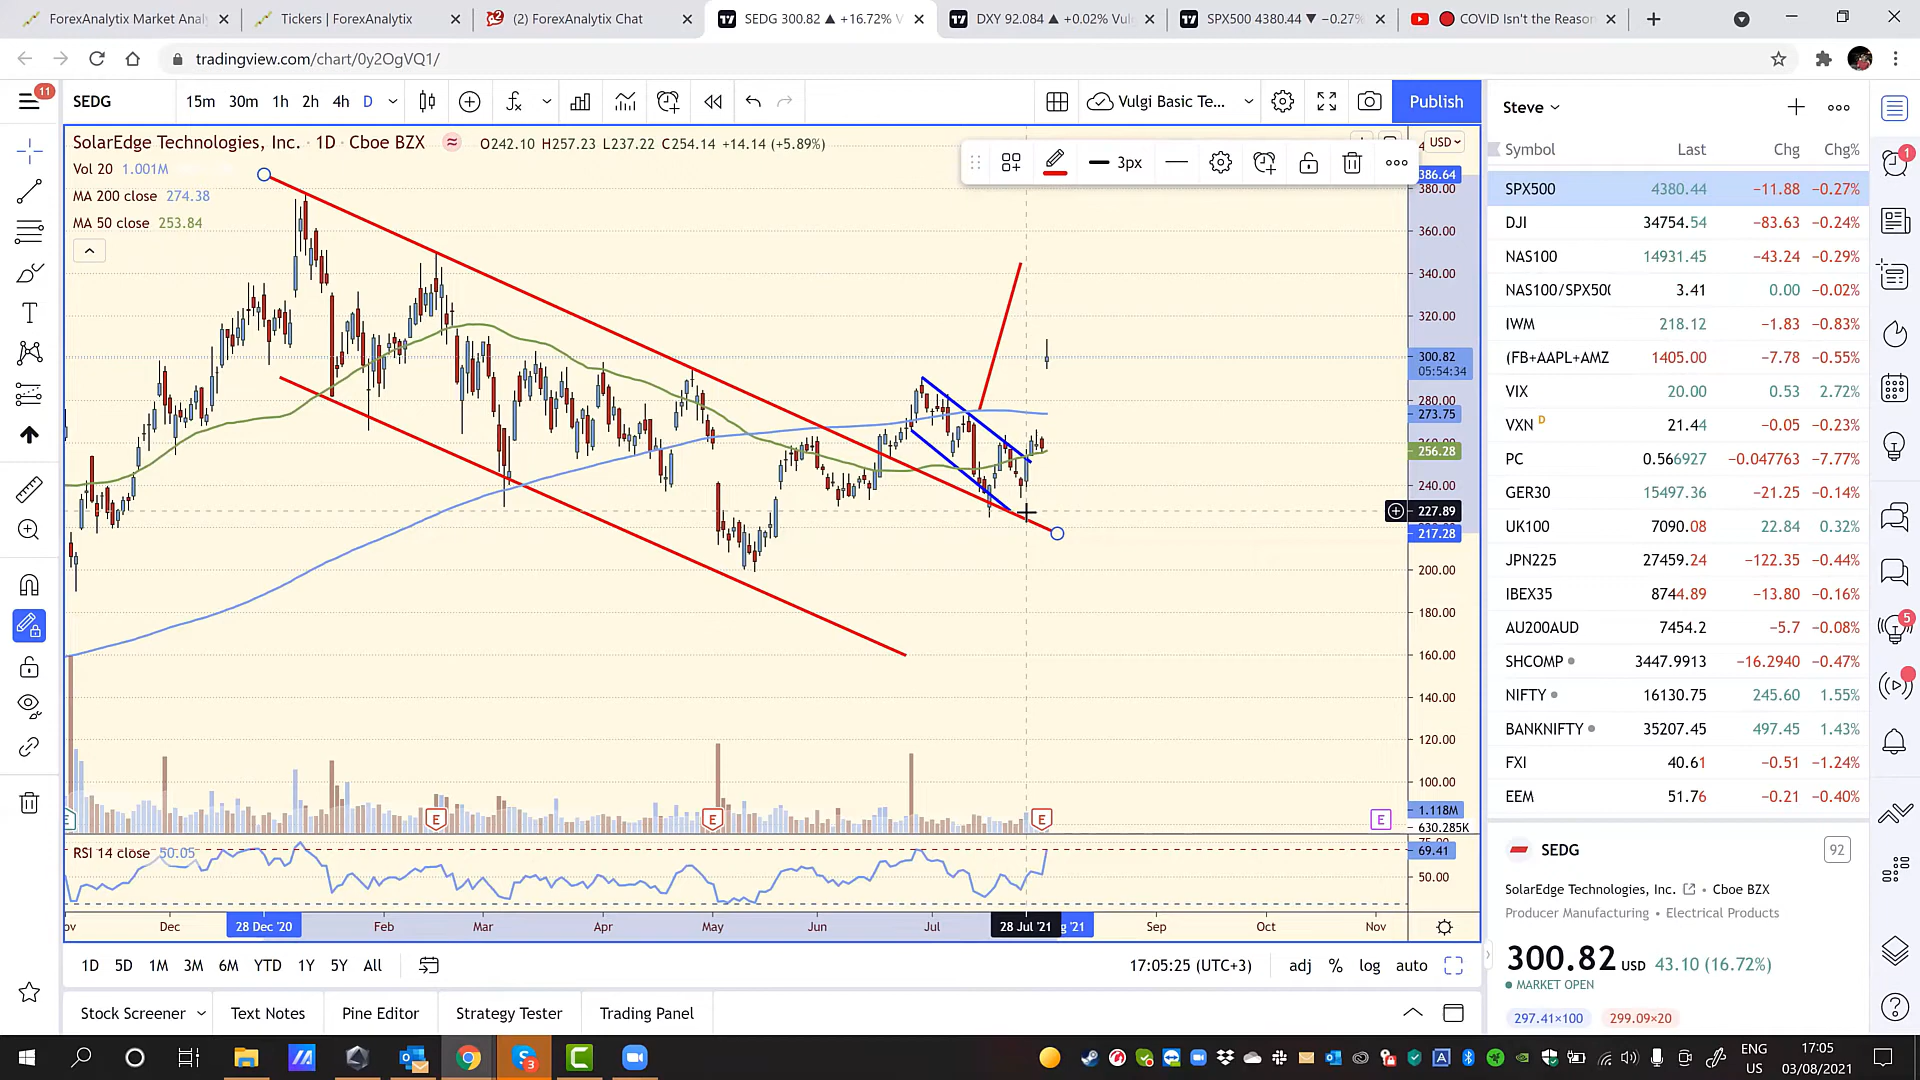 ForexAnalytix Market Analy
Tickers | ForexAnalytix
(2) ForexAnalytix Chat
SEDG 300.82 ▲ +16.72% V
DXY 92.084 ▲ +0.02% Vul
SPX500 4380.44 ▼ −0.27%
COVID Isn't the Reason
tradingview.com/chart/0y2OgVQ1/
11
SEDG
15m 30m 1h 2h 4h D
Vulgi Basic Te...
Publish
SolarEdge Technologies, Inc. · 1D · Cboe BZX
O242.10 H257.23 L237.22 C254.14 +14.14 (+5.89%)
Vol 20 1.001M
MA 200 close 274.38
MA 50 close 253.84
3px
USD
386.64
380.00
360.00
340.00
320.00
300.82
05:54:34
280.00
273.75
256.28
240.00
227.89
217.28
200.00
180.00
160.00
140.00
120.00
100.00
1.118M
630.285K
E
E
E
E
RSI 14 close 50.05
69.41
50.00
Dec 28 Dec '20 Feb Mar Apr May Jun Jul 28 Jul '21 g '21 Sep Oct Nov
1D 5D 1M 3M 6M YTD 1Y 5Y All
17:05:25 (UTC+3)
adj % log auto
Stock Screener Text Notes Pine Editor Strategy Tester Trading Panel
Steve
Symbol Last Chg Chg%
SPX500 4380.44 −11.88 −0.27%
DJI 34754.54 −83.63 −0.24%
NAS100 14931.45 −43.24 −0.29%
NAS100/SPX500 3.41 0.00 −0.02%
IWM 218.12 −1.83 −0.83%
(FB+AAPL+AMZ 1405.00 −7.78 −0.55%
VIX 20.00 0.53 2.72%
VXN D 21.44 −0.05 −0.23%
PC 0.566927 −0.047763 −7.77%
GER30 15497.36 −21.25 −0.14%
UK100 7090.08 22.84 0.32%
JPN225 27459.24 −122.35 −0.44%
IBEX35 8744.89 −13.80 −0.16%
AU200AUD 7454.2 −5.7 −0.08%
SHCOMP 3447.9913 −16.2940 −0.47%
NIFTY 16130.75 245.60 1.55%
BANKNIFTY 35207.45 497.45 1.43%
FXI 40.61 −0.51 −1.24%
EEM 51.76 −0.21 −0.40%
SEDG
92
SolarEdge Technologies, Inc. Cboe BZX
Producer Manufacturing • Electrical Products
300.82 USD 43.10 (16.72%)
MARKET OPEN
297.41×100 299.09×20
1
5
3
ENG
US
17:05
03/08/2021